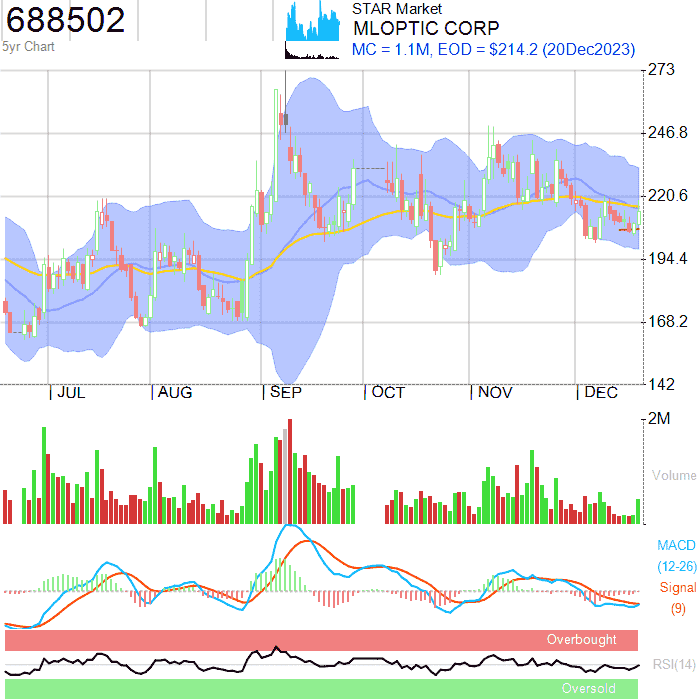 688502
5yr Chart
STAR Market
MLOPTIC CORP
MC = 1.1M, EOD = $214.2 (20Dec2023)
273
246.8
220.6
194.4
168.2
142
JUL
AUG
SEP
OCT
NOV
DEC
2M
Volume
MACD
(12-26)
Signal
(9)
Overbought
RSI(14)
Oversold